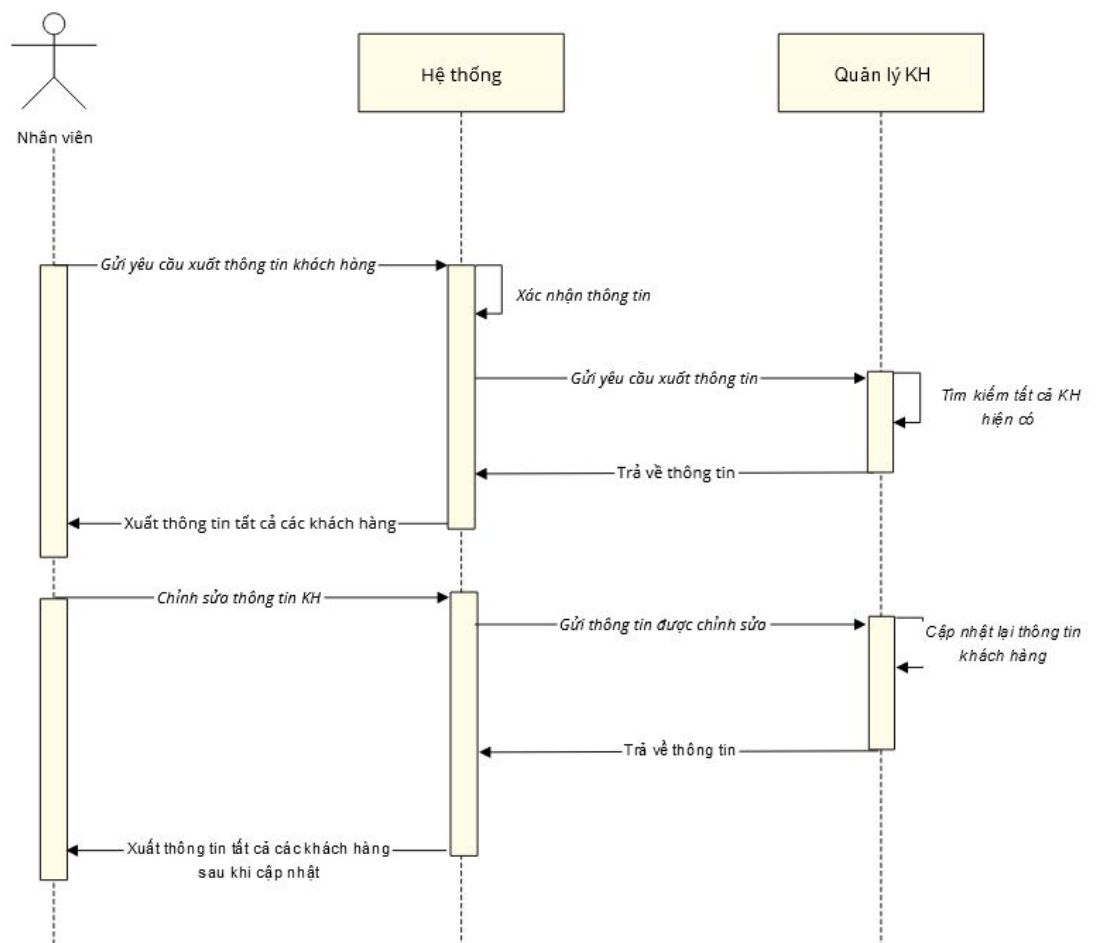 Hệ thống
Quản lý KH
Nhân viên
Gửi yêu cầu xuất thông tin khách hàng
Xác nhận thông tin
Gửi yêu cầu xuất thông tin
Tìm kiếm tất cả KH
hiện có
Trả về thông tin
Xuất thông tin tất cả các khách hàng
Chỉnh sửa thông tin KH
Gửi thông tin được chỉnh sửa
Cập nhật lại thông tin
khách hàng
Trả về thông tin
Xuất thông tin tất cả các khách hàng
sau khi cập nhật